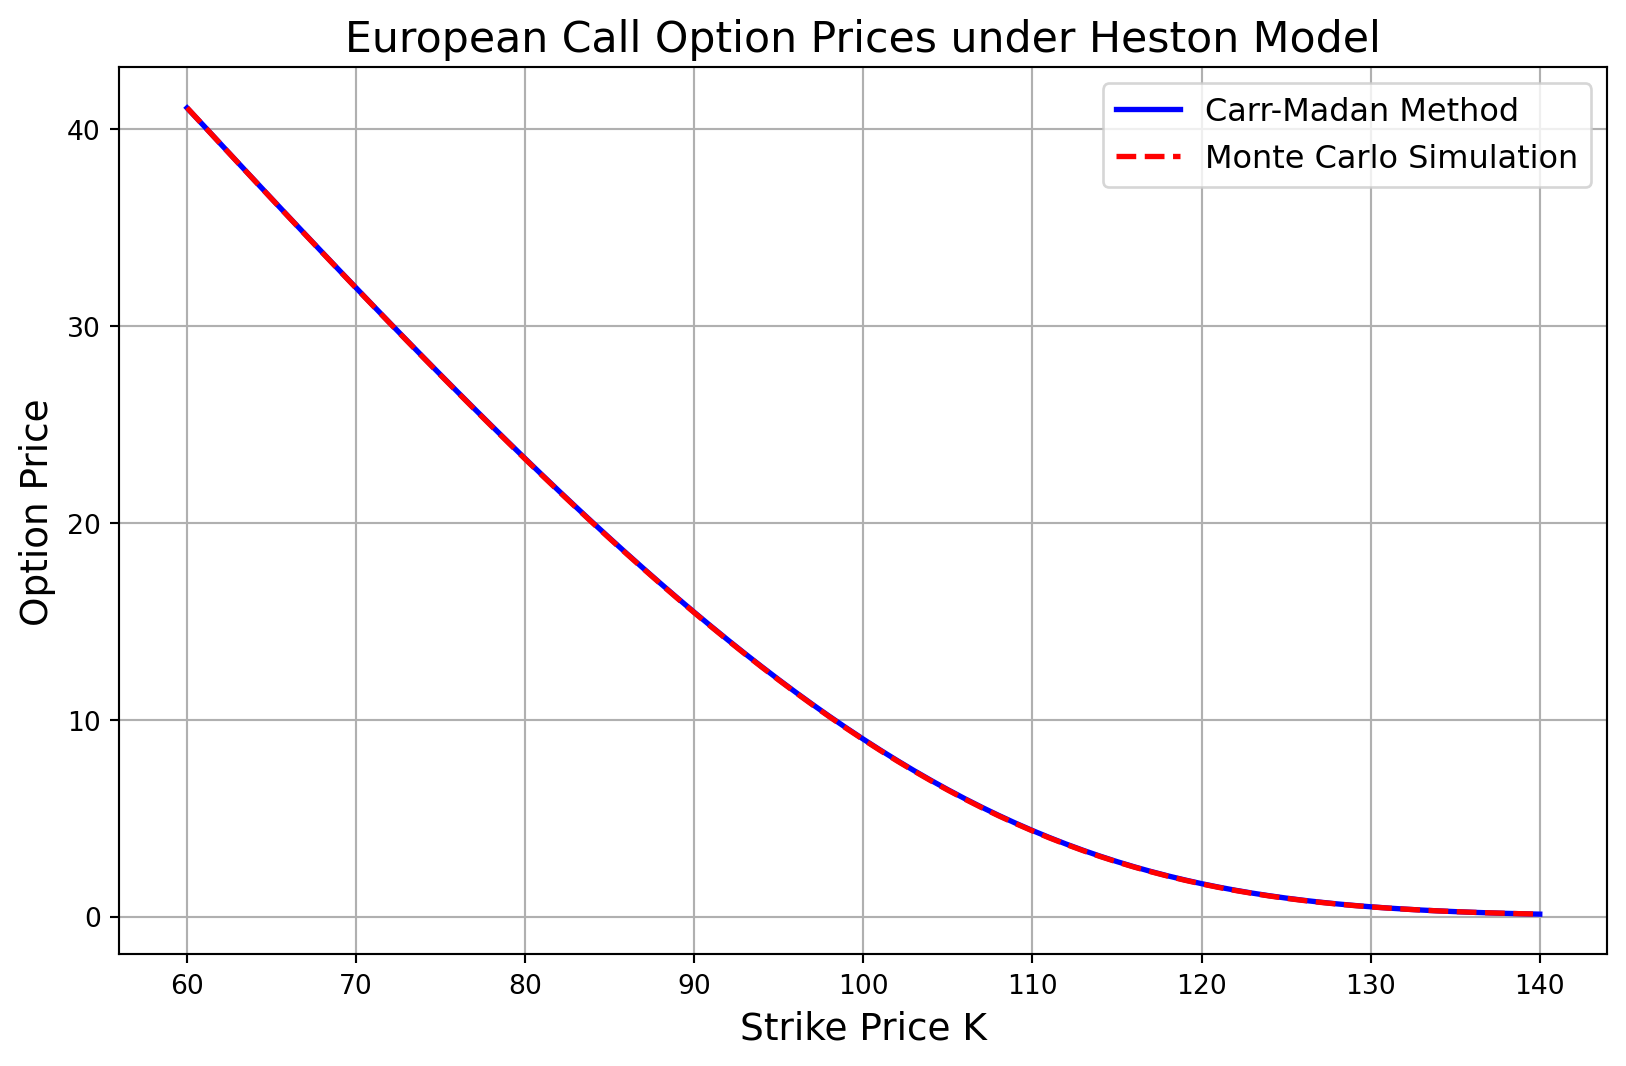 European Call Option Prices under Heston Model
Carr-Madan Method
Monte Carlo Simulation
Option Price
40
30
20
10
0
60 70 80 90 100 110 120 130 140
Strike Price K